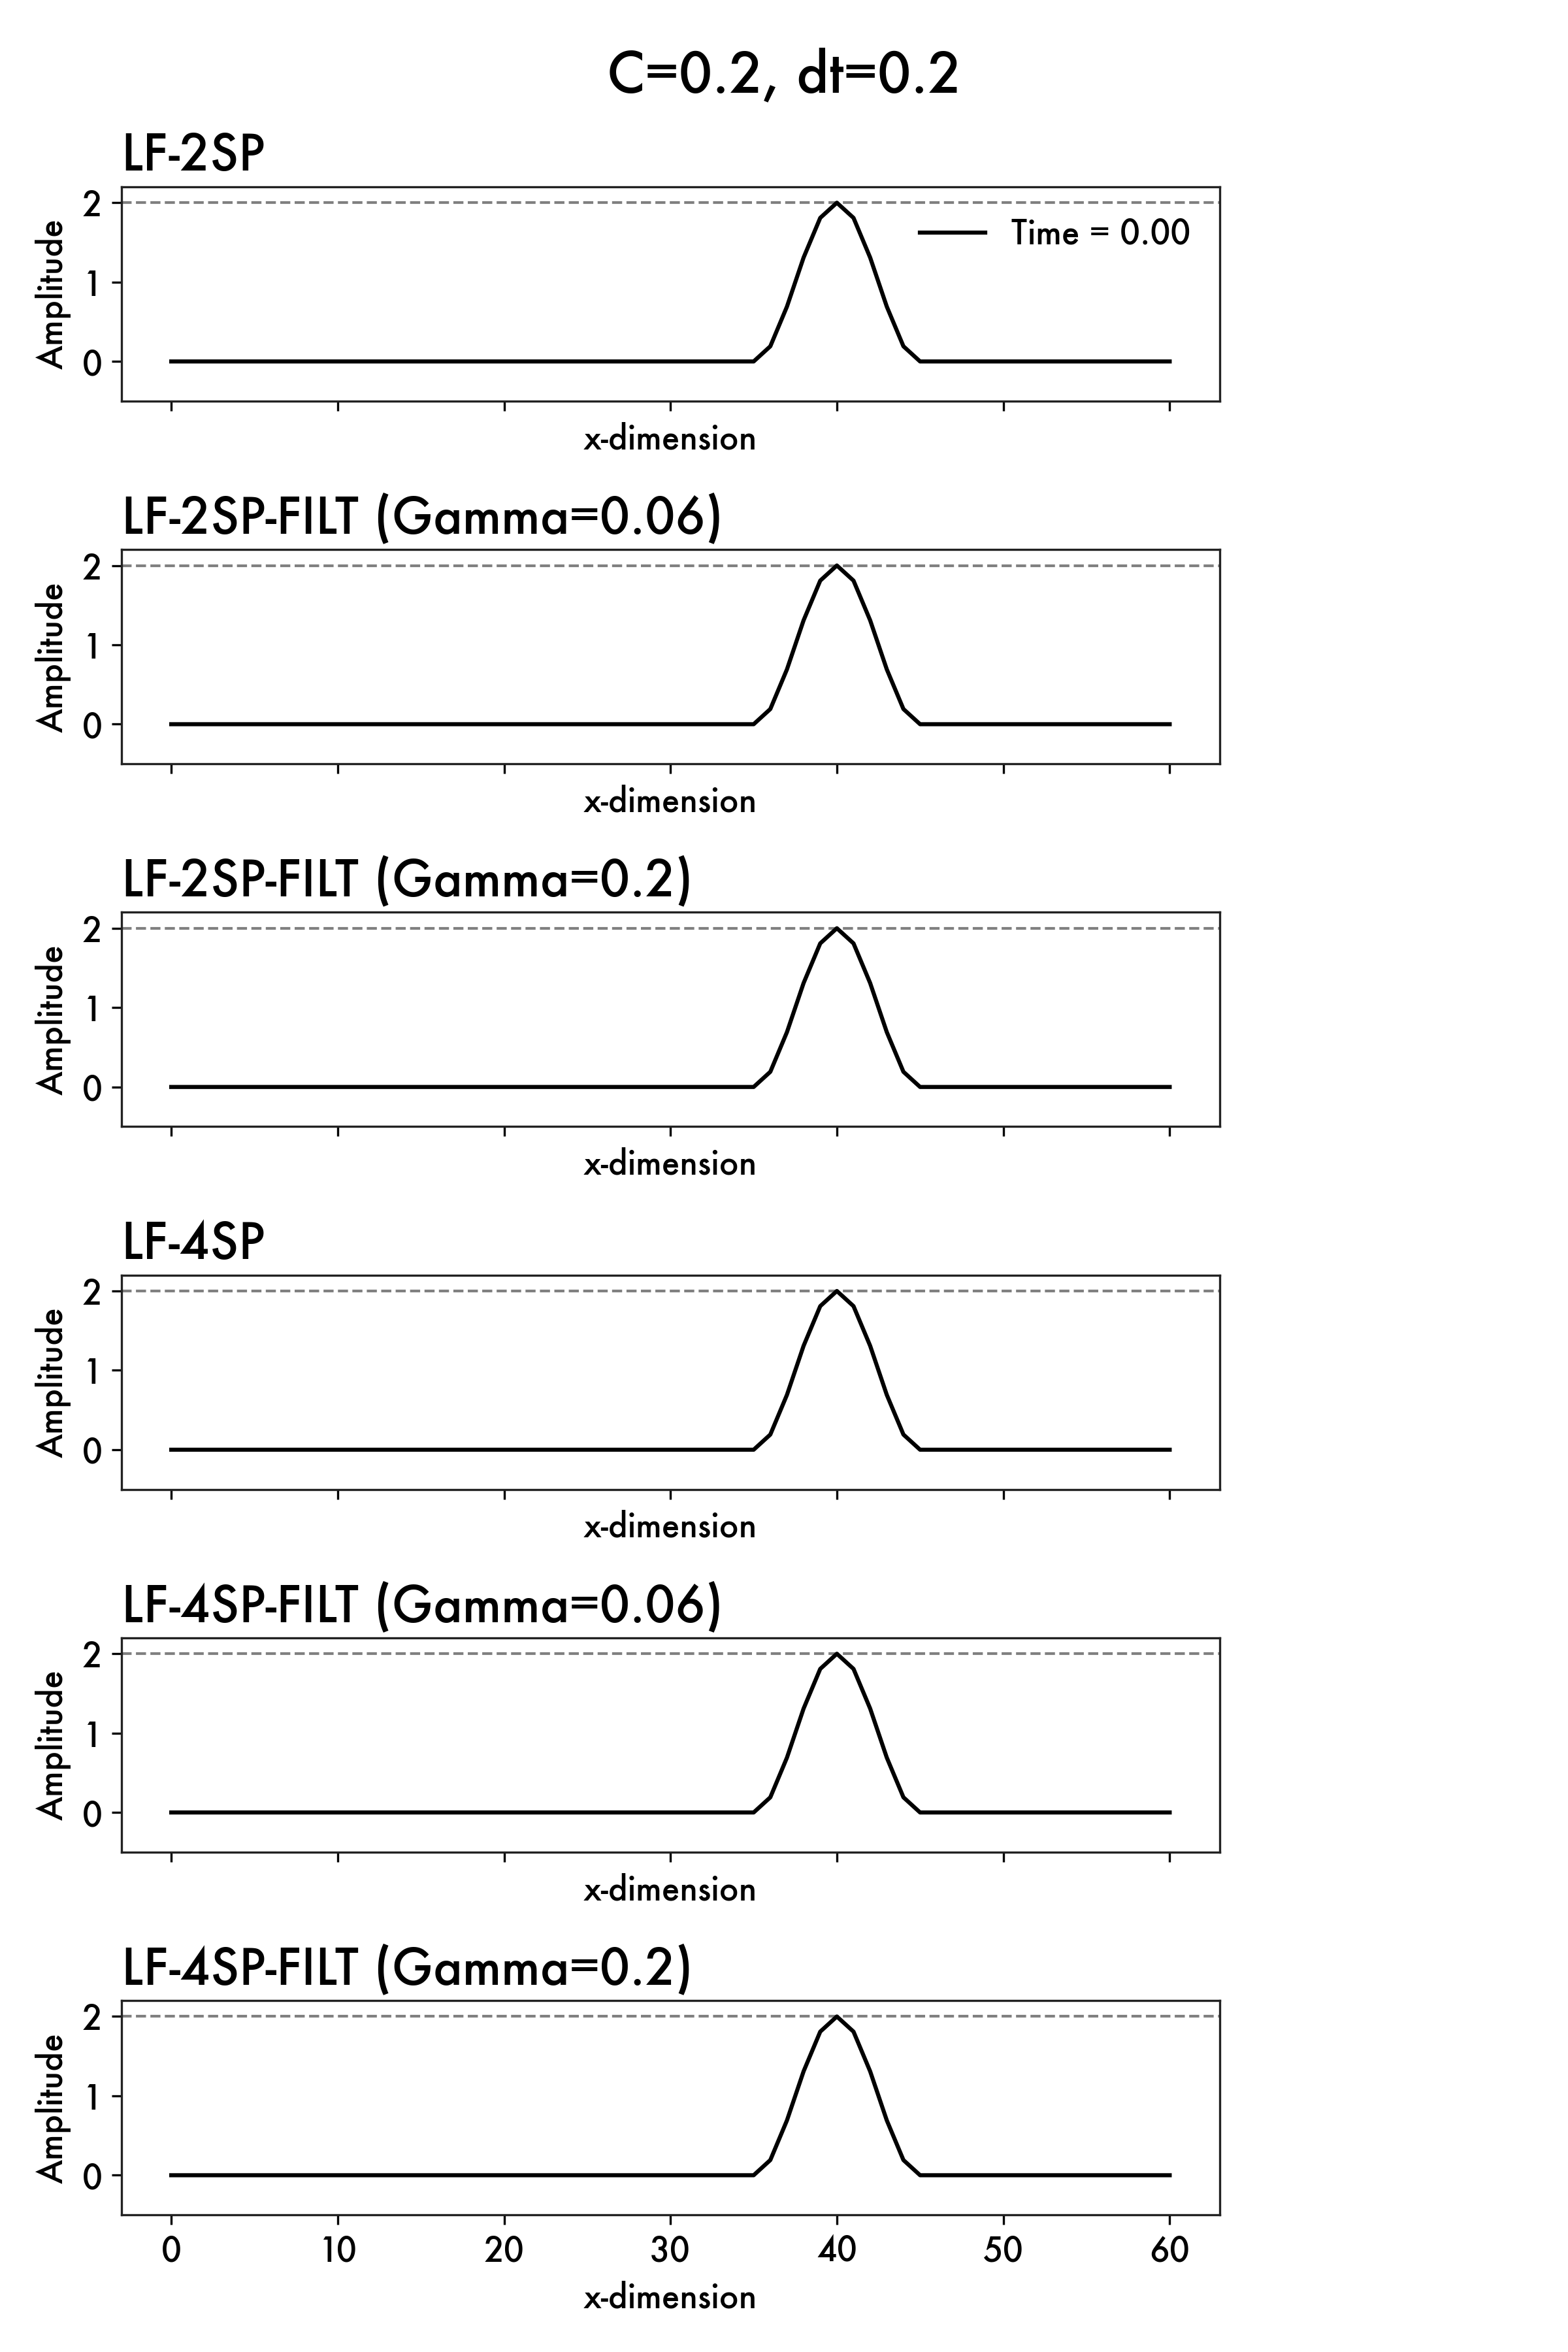 C=0.2, dt=0.2
LF-2SP
2
Time = 0.00
1
0
Amplitude
x-dimension
LF-2SP-FILT (Gamma=0.06)
2
1
0
Amplitude
x-dimension
LF-2SP-FILT (Gamma=0.2)
2
1
0
Amplitude
x-dimension
LF-4SP
2
1
0
Amplitude
x-dimension
LF-4SP-FILT (Gamma=0.06)
2
1
0
Amplitude
x-dimension
LF-4SP-FILT (Gamma=0.2)
2
1
0
Amplitude
0 10 20 30 40 50 60
x-dimension